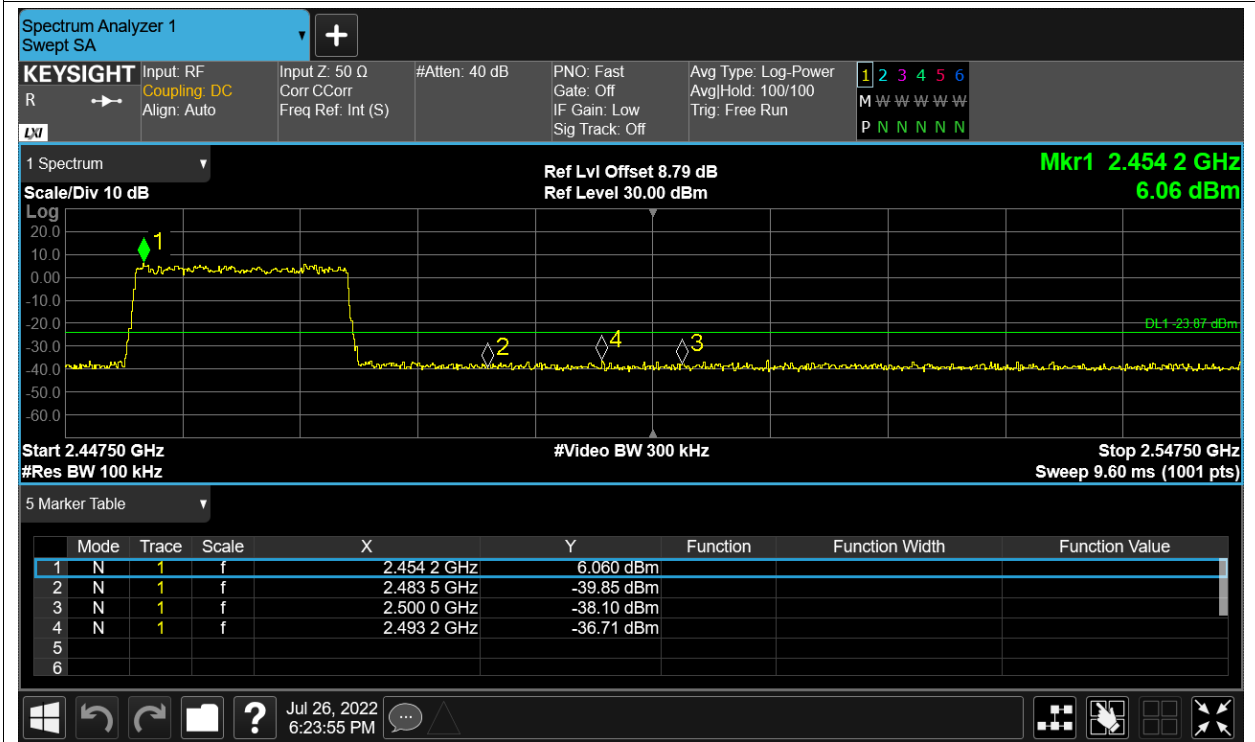 Spectrum Analyzer 1
Swept SA
+
KEYSIGHT Input: RF Input Z: 50 Ω #Atten: 40 dB PNO: Fast Avg Type: Log-Power 1 2 3 4 5 6
R Coupling: DC Corr CCorr Gate: Off Avg|Hold: 100/100 M W W W W W
Align: Auto Freq Ref: Int (S) IF Gain: Low Trig: Free Run
LXI Sig Track: Off P N N N N N
1 Spectrum Ref Lvl Offset 8.79 dB Mkr1 2.454 2 GHz
Scale/Div 10 dB Ref Level 30.00 dBm 6.06 dBm
Log
20.0
1
10.0
0.00
-10.0
-20.0
DL1 -23.87 dBm
-30.0
2 4 3
-40.0
-50.0
-60.0
Start 2.44750 GHz #Video BW 300 kHz Stop 2.54750 GHz
#Res BW 100 kHz Sweep 9.60 ms (1001 pts)
5 Marker Table
Mode Trace Scale X Y Function Function Width Function Value
1 N 1 f 2.454 2 GHz 6.060 dBm
2 N 1 f 2.483 5 GHz -39.85 dBm
3 N 1 f 2.500 0 GHz -38.10 dBm
4 N 1 f 2.493 2 GHz -36.71 dBm
5
6
? Jul 26, 2022
6:23:55 PM